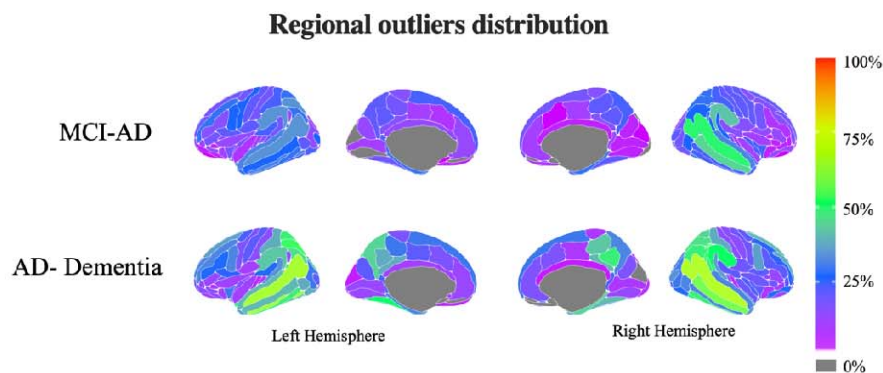 Regional outliers distribution
MCI-AD
AD- Dementia
Left Hemisphere
Right Hemisphere
100%
75%
50%
25%
0%